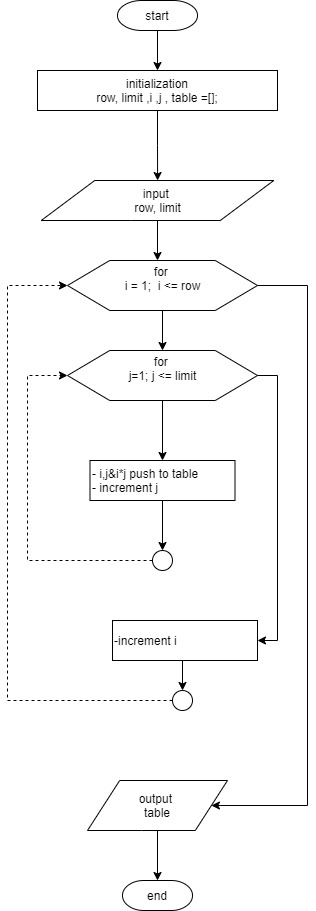 start
initialization
row, limit ,i ,j , table =[];
input
row, limit
for
i = 1;  i <= row
for
j=1; j <= limit
- i,j&i*j push to table
- increment j
-increment i
output
table
end